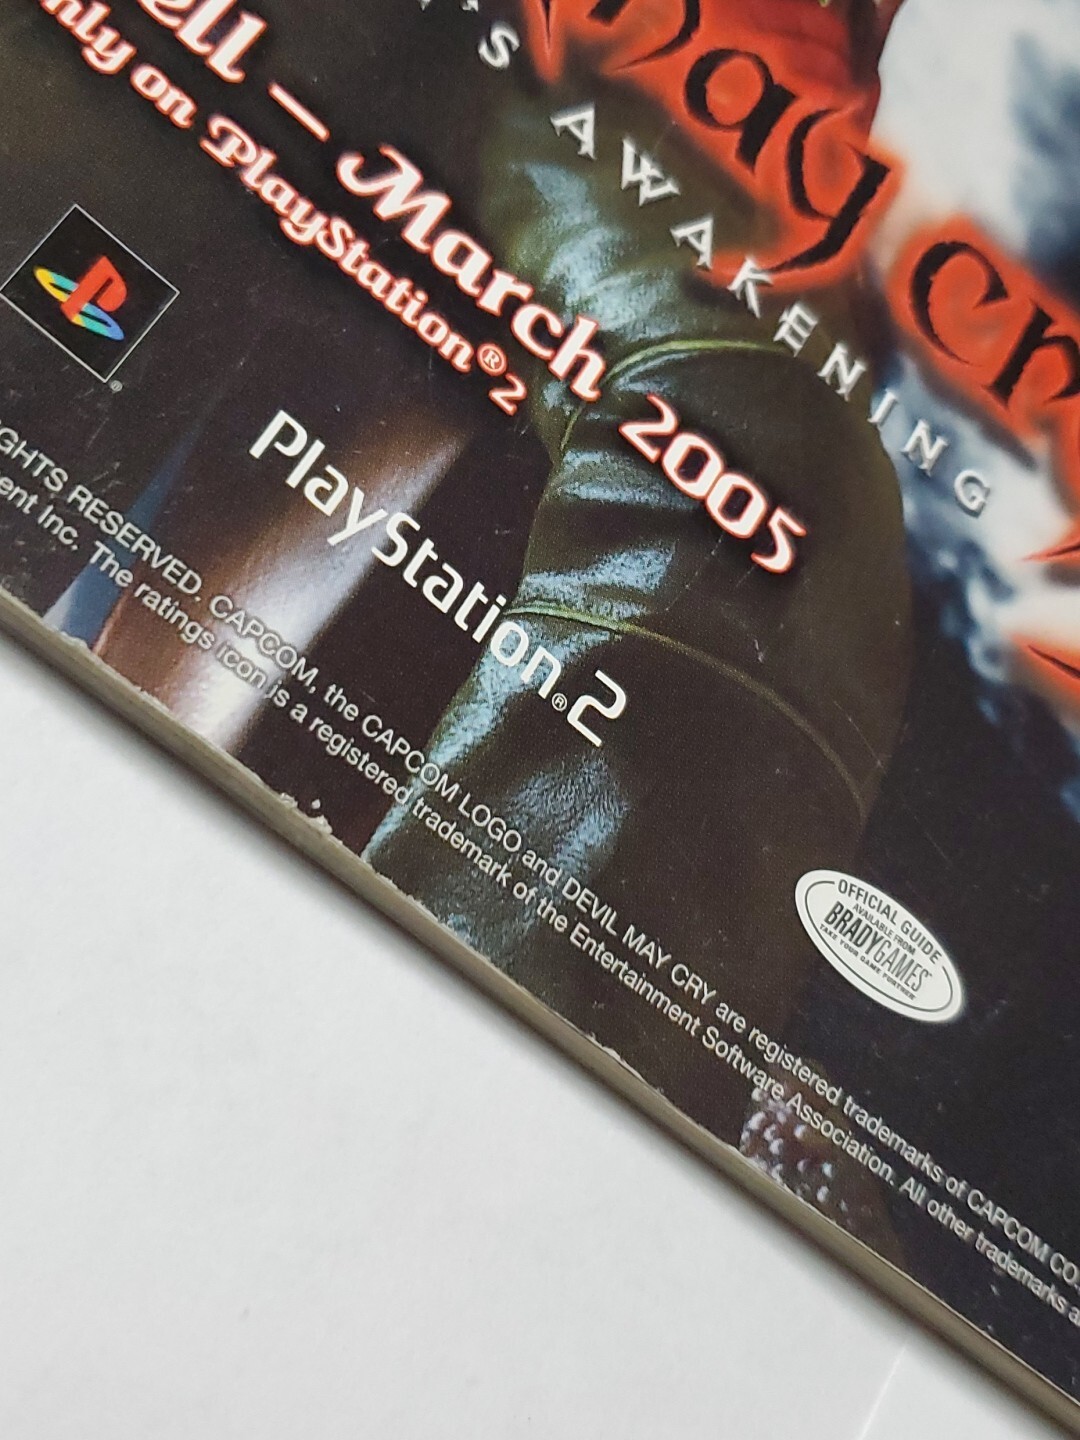 may cry
'S AWAKENING
ell – March 2005
nly on PlayStation®2
PlayStation®2
OFFICIAL GUIDE
AVAILABLE FROM
BRADYGAMES
TAKE YOUR GAME FURTHER
GHTS RESERVED. CAPCOM, the CAPCOM LOGO and DEVIL MAY CRY are registered trademarks of CAPCOM CO.
ent Inc. The ratings icon is a registered trademark of the Entertainment Software Association. All other trademarks a